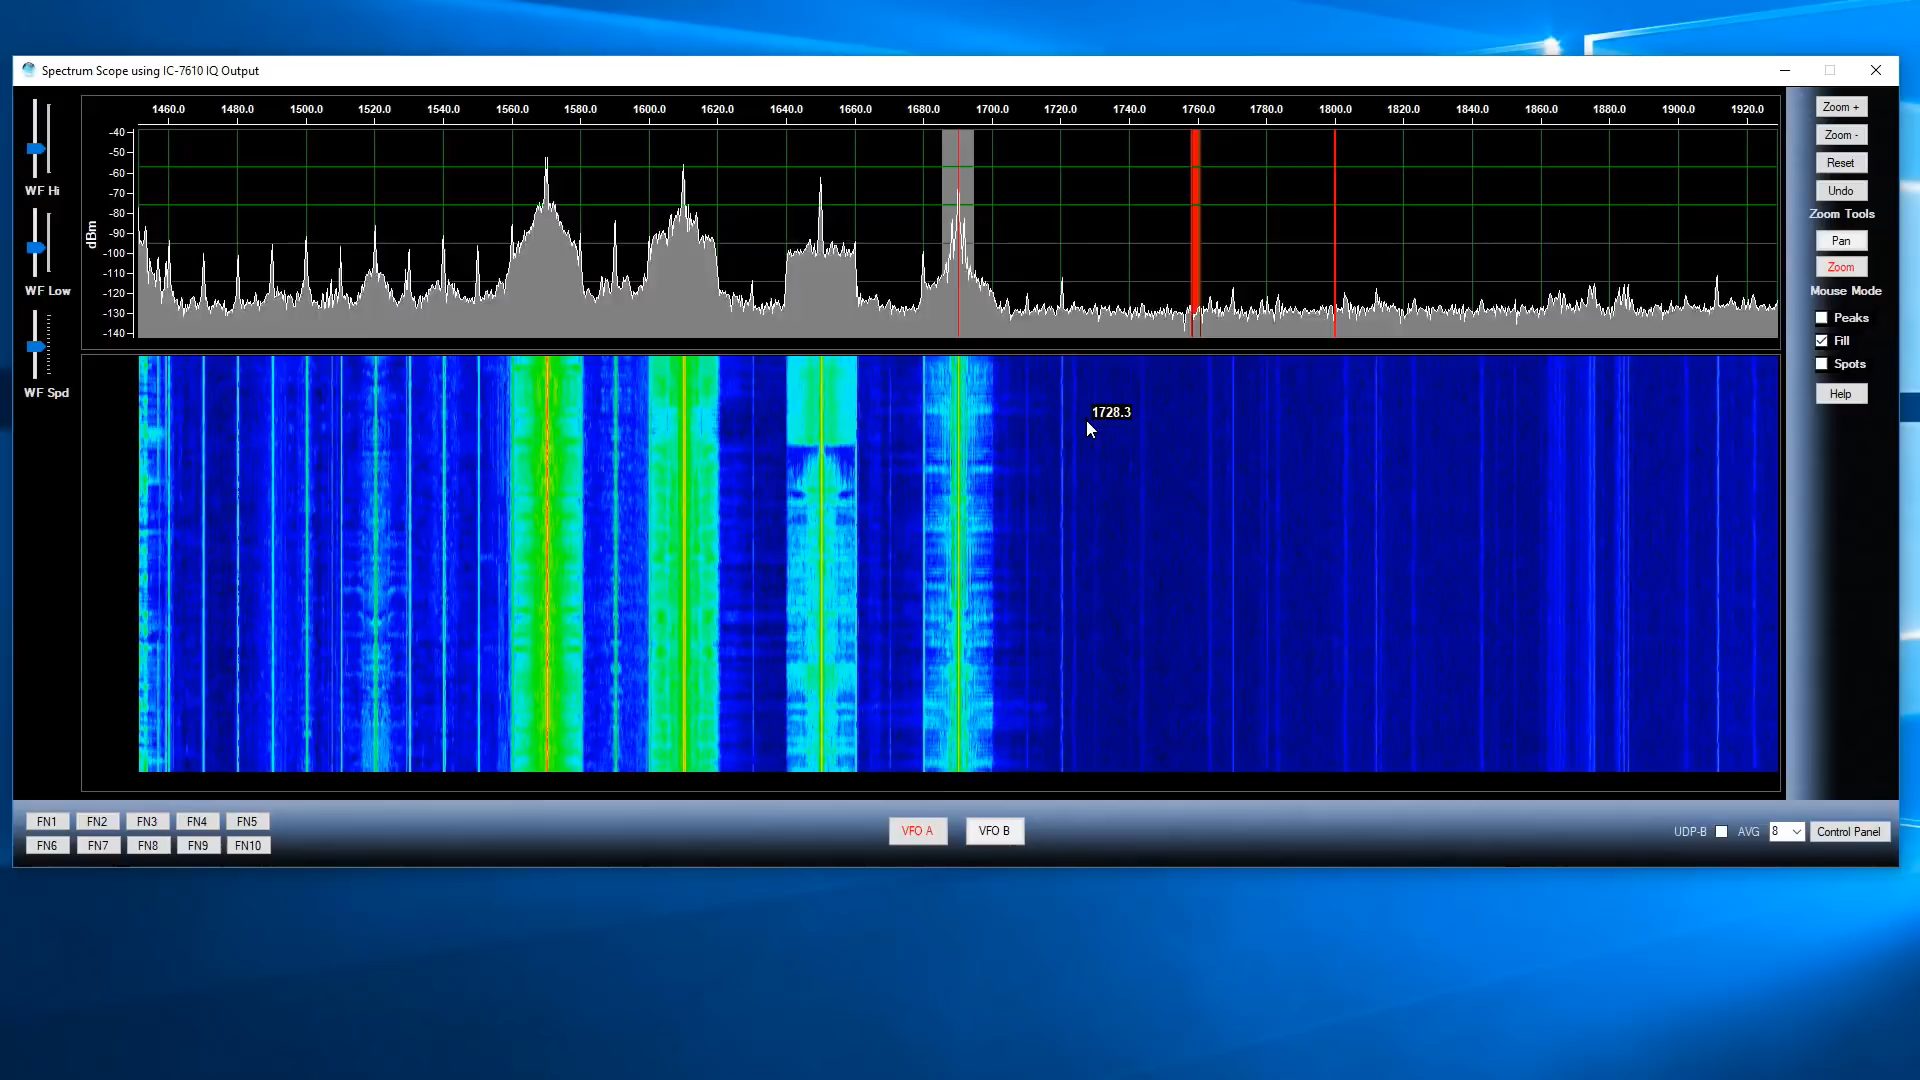 Spectrum Scope using IC-7610 IQ Output
1460.0 1480.0 1500.0 1520.0 1540.0 1560.0 1580.0 1600.0 1620.0 1640.0 1660.0 1680.0 1700.0 1720.0 1740.0 1760.0 1780.0 1800.0 1820.0 1840.0 1860.0 1880.0 1900.0 1920.0
-40
-50
-60
-70
-80
-90
-100
-110
-120
-130
-140
dBm
WF Hi
WF Low
WF Spd
1728.3
Zoom +
Zoom -
Reset
Undo
Zoom Tools
Pan
Zoom
Mouse Mode
Peaks
Fill
Spots
Help
FN1 FN2 FN3 FN4 FN5
FN6 FN7 FN8 FN9 FN10
VFO A VFO B
UDP-B AVG 8 Control Panel